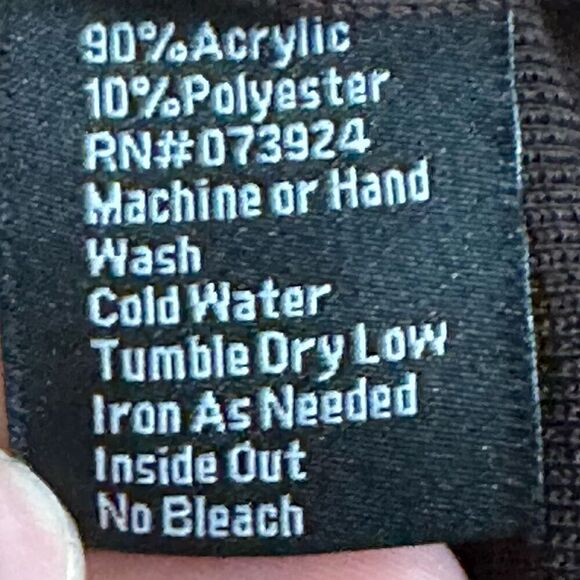 90%Acrylic
10%Polyester
RN#073924
Machine or Hand
Wash
Cold Water
Tumble Dry Low
Iron As Needed
Inside Out
No Bleach